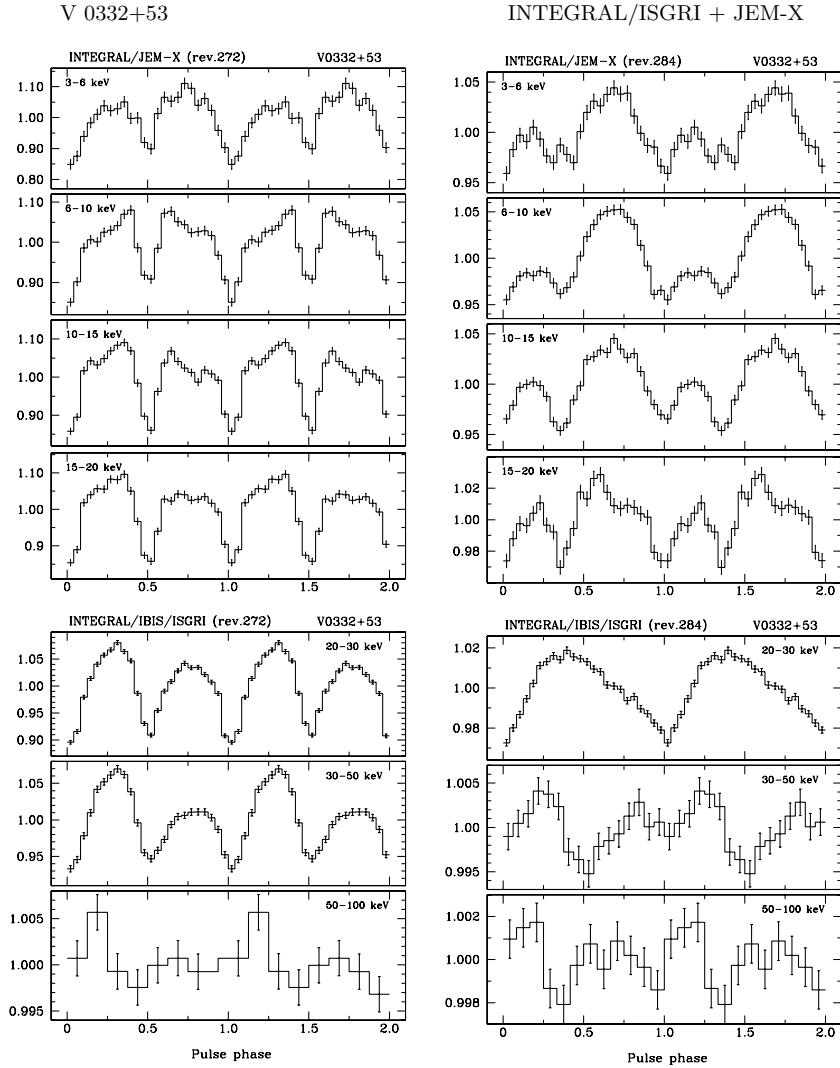 V 0332+53
INTEGRAL/ISGRI + JEM-X
INTEGRAL/JEM-X (rev.272) V0332+53
3-6 keV
1.10
1.00
0.90
0.80
6-10 keV
1.10
1.00
0.90
10-15 keV
1.10
1.00
0.90
15-20 keV
1.10
1.00
0.9
0 0.5 1.0 1.5 2.0
INTEGRAL/IBIS/ISGRI (rev.272) V0332+53
20-30 keV
1.05
1.00
0.95
0.90
30-50 keV
1.05
1.00
0.95
50-100 keV
1.005
1.000
0.995
0 0.5 1.0 1.5 2.0
Pulse phase
INTEGRAL/JEM-X (rev.284) V0332+53
3-6 keV
1.05
1.00
0.95
6-10 keV
1.05
1.00
0.95
10-15 keV
1.05
1.00
0.95
15-20 keV
1.02
1.00
0.98
0 0.5 1.0 1.5 2.0
INTEGRAL/IBIS/ISGRI (rev.284) V0332+53
20-30 keV
1.02
1.00
0.98
30-50 keV
1.005
1.000
0.995
50-100 keV
1.002
1.000
0.998
0 0.5 1.0 1.5 2.0
Pulse phase